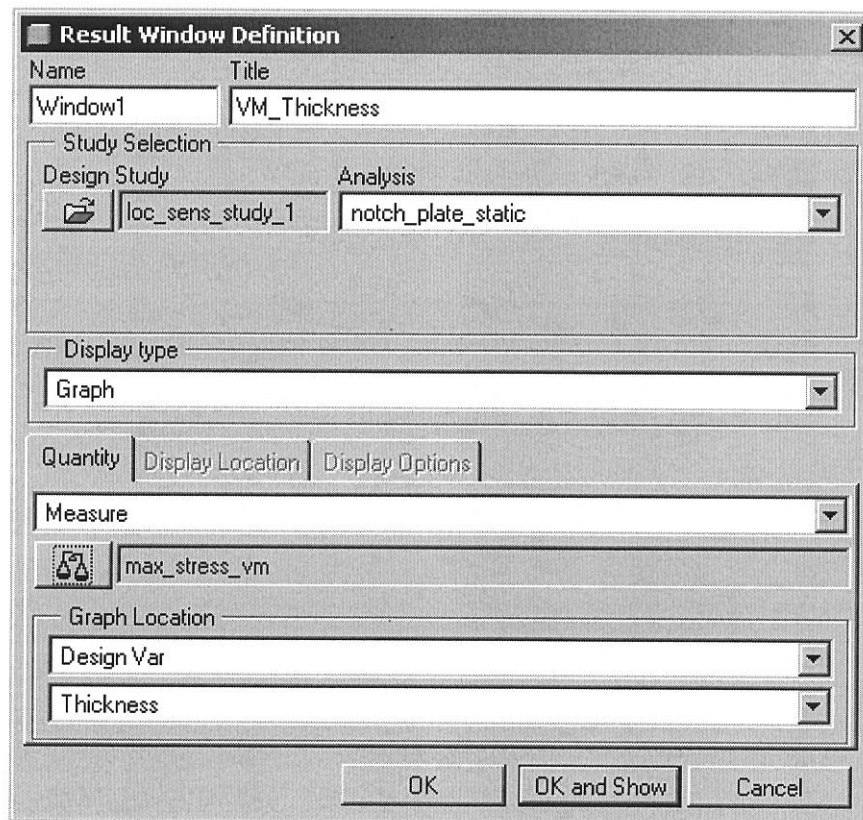 Result Window Definition
Name Title
Window1 VM_Thickness
Study Selection
Design Study Analysis
loc_sens_study_1 notch_plate_static
Display type
Graph
Quantity Display Location Display Options
Measure
max_stress_vm
Graph Location
Design Var
Thickness
OK OK and Show Cancel